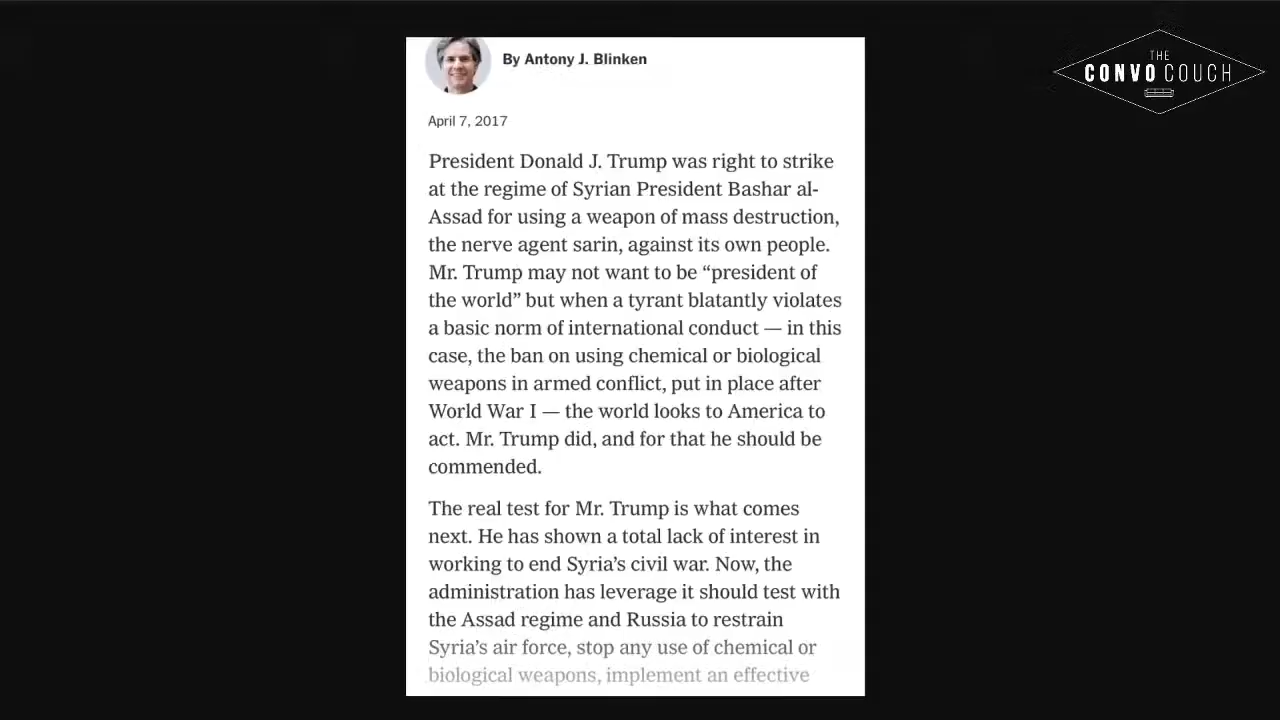 By Antony J. Blinken
THE
CONVO COUCH
April 7, 2017
President Donald J. Trump was right to strike
at the regime of Syrian President Bashar al-
Assad for using a weapon of mass destruction,
the nerve agent sarin, against its own people.
Mr. Trump may not want to be “president of
the world” but when a tyrant blatantly violates
a basic norm of international conduct — in this
case, the ban on using chemical or biological
weapons in armed conflict, put in place after
World War I — the world looks to America to
act. Mr. Trump did, and for that he should be
commended.
The real test for Mr. Trump is what comes
next. He has shown a total lack of interest in
working to end Syria’s civil war. Now, the
administration has leverage it should test with
the Assad regime and Russia to restrain
Syria’s air force, stop any use of chemical or
biological weapons, implement an effective